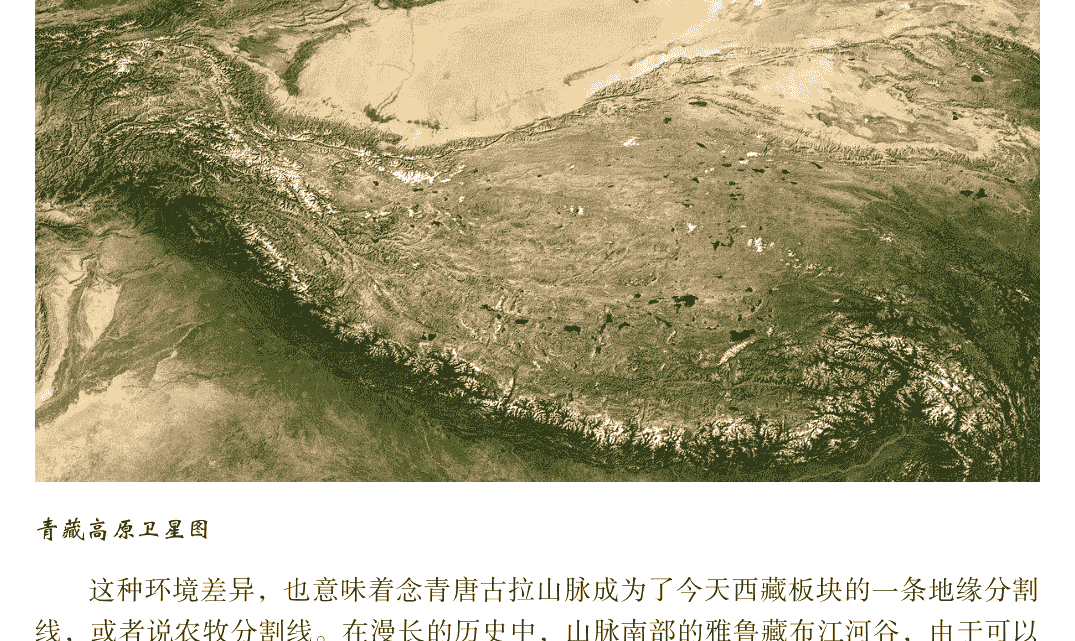 青藏高原卫星图
这种环境差异，也意味着念青唐古拉山脉成为了今天西藏板块的一条地缘分割
线，或者说农牧分割线。在漫长的历史中，山脉南部的雅鲁藏布江河谷，由于可以